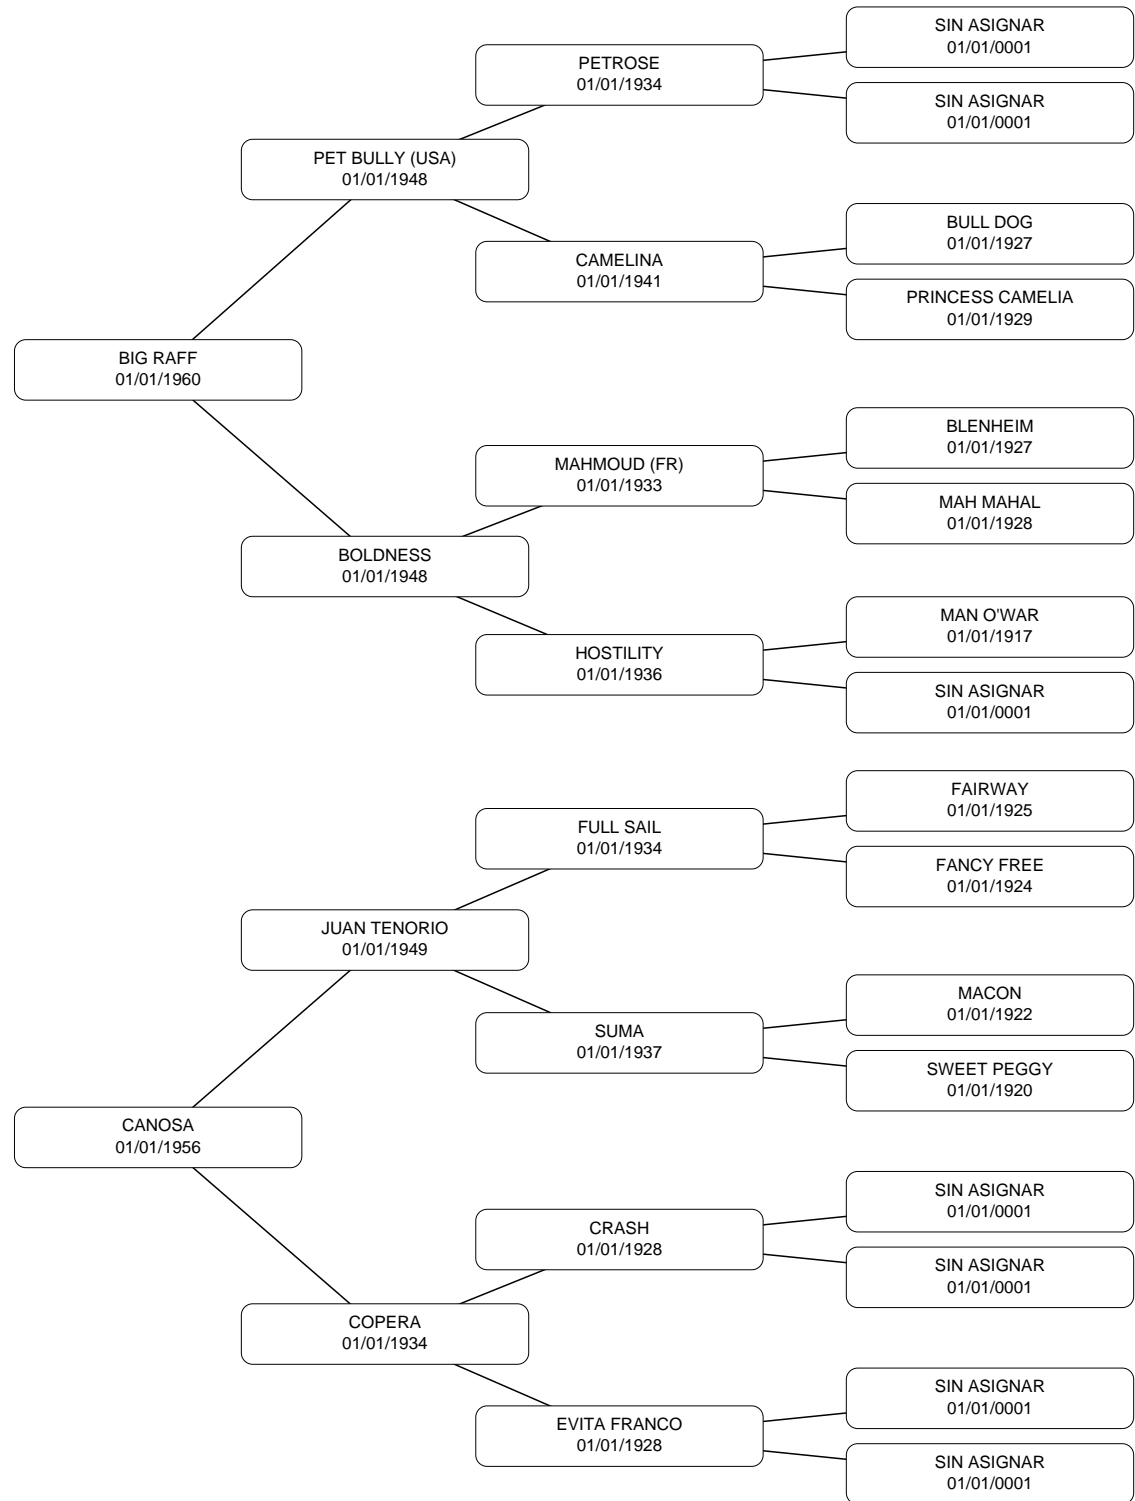 SIN ASIGNAR
01/01/0001
PETROSE
01/01/1934
SIN ASIGNAR
01/01/0001
PET BULLY (USA)
01/01/1948
BULL DOG
01/01/1927
CAMELINA
01/01/1941
PRINCESS CAMELIA
01/01/1929
BIG RAFF
01/01/1960
BLENHEIM
01/01/1927
MAHMOUD (FR)
01/01/1933
MAH MAHAL
01/01/1928
BOLDNESS
01/01/1948
MAN O'WAR
01/01/1917
HOSTILITY
01/01/1936
SIN ASIGNAR
01/01/0001
FAIRWAY
01/01/1925
FULL SAIL
01/01/1934
FANCY FREE
01/01/1924
JUAN TENORIO
01/01/1949
MACON
01/01/1922
SUMA
01/01/1937
SWEET PEGGY
01/01/1920
CANOSA
01/01/1956
SIN ASIGNAR
01/01/0001
CRASH
01/01/1928
SIN ASIGNAR
01/01/0001
COPERA
01/01/1934
SIN ASIGNAR
01/01/0001
EVITA FRANCO
01/01/1928
SIN ASIGNAR
01/01/0001